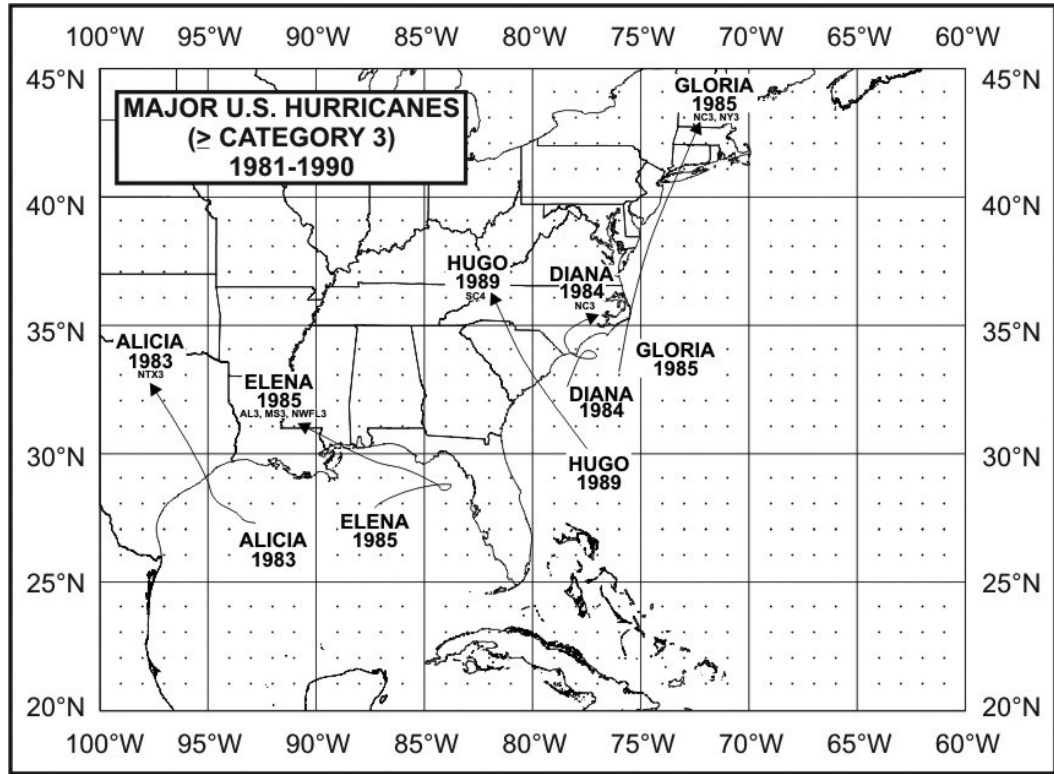 100°W 95°W 90°W 85°W 80°W 75°W 70°W 65°W 60°W
45°N 45°N
MAJOR U.S. HURRICANES
(≥ CATEGORY 3)
1981-1990
GLORIA
1985
NC3, NY3
40°N 40°N
HUGO
1989
SC4
DIANA
1984
NC3
35°N 35°N
ALICIA
1983
NTX3
ELENA
1985
AL3, MS3, NWFL3
GLORIA
1985
DIANA
1984
30°N 30°N
HUGO
1989
ELENA
1985
ALICIA
1983
25°N 25°N
20°N 20°N
100°W 95°W 90°W 85°W 80°W 75°W 70°W 65°W 60°W